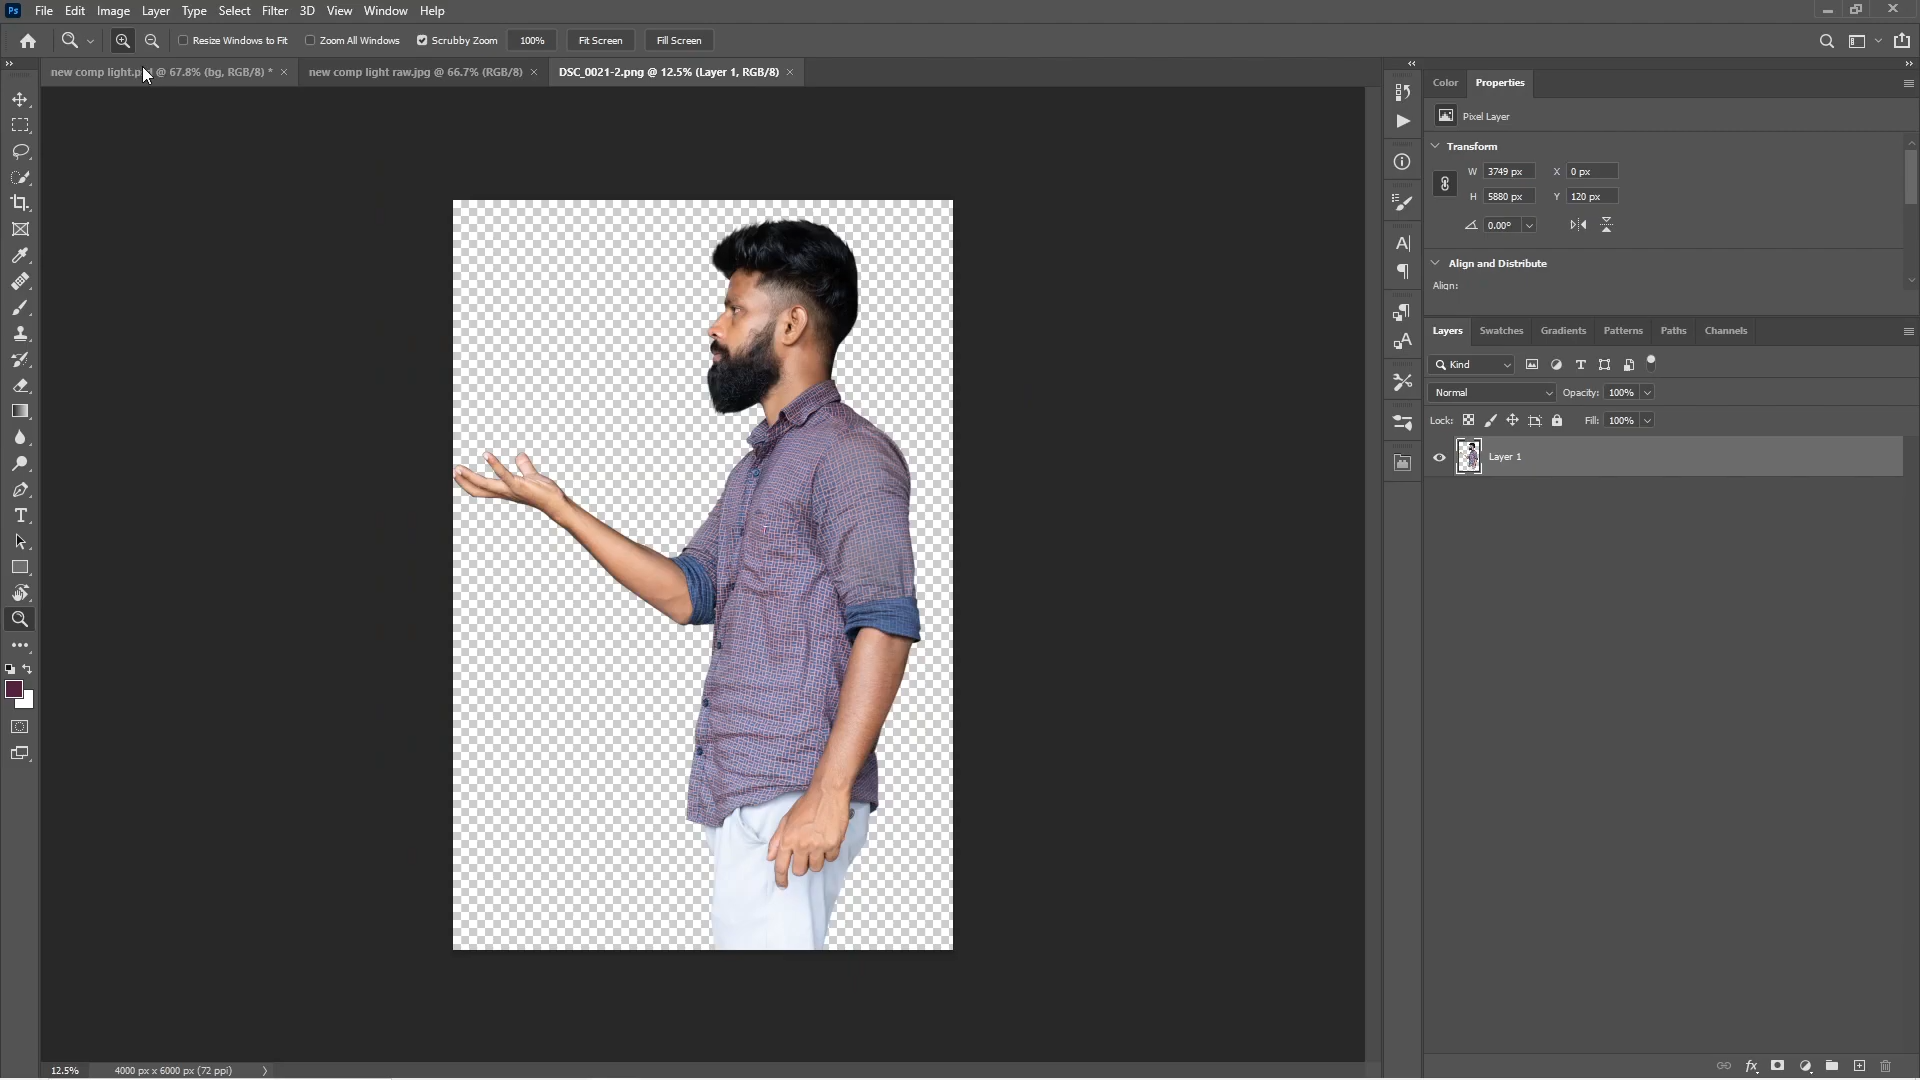 Ps File Edit Image Layer Type Select Filter 3D View Window Help
Resize Windows to Fit Zoom All Windows Scrubby Zoom 100% Fit Screen Fill Screen
new comp light.psd @ 67.8% (bg, RGB/8) * × new comp light raw.jpg @ 66.7% (RGB/8) × DSC_0021-2.png @ 12.5% (Layer 1, RGB/8) ×
Color Properties
Pixel Layer
Transform
W 3749 px X 0 px
H 5880 px Y 120 px
0.00°
Align and Distribute
Align:
Layers Swatches Gradients Patterns Paths Channels
Kind
Normal Opacity: 100%
Lock: Fill: 100%
Layer 1
12.5% 4000 px x 6000 px (72 ppi)